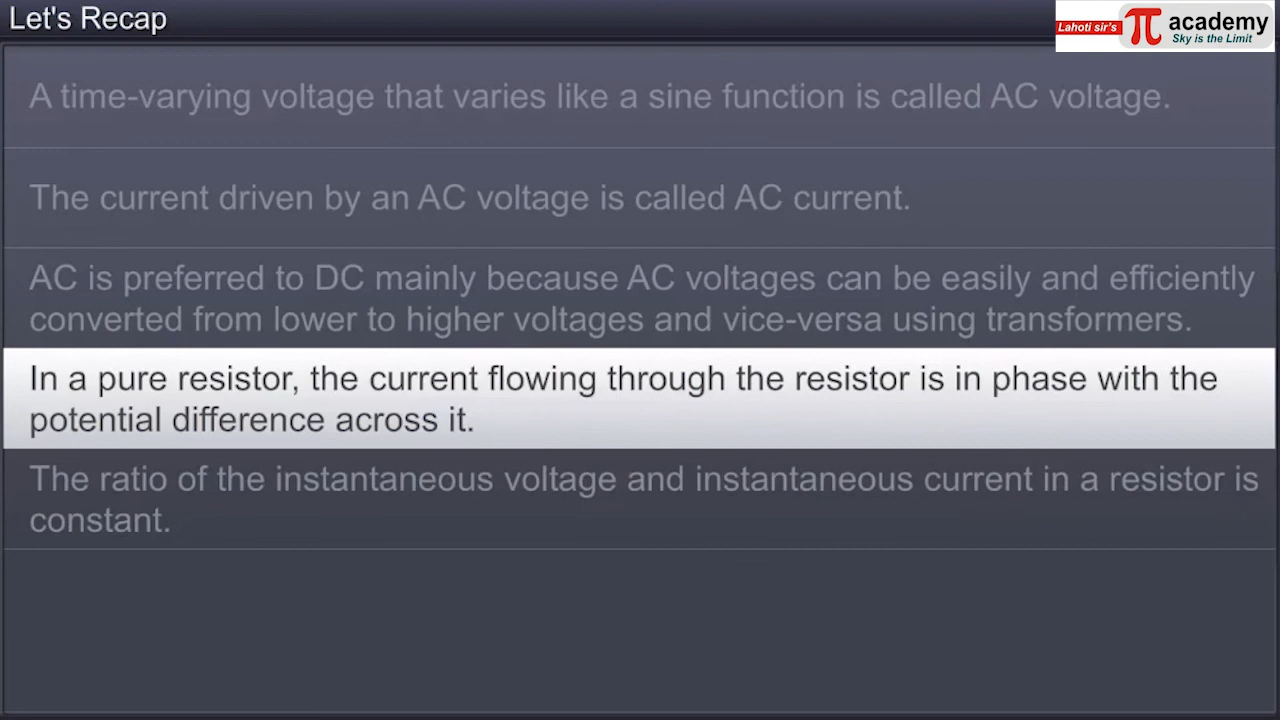 Let's Recap
Lahoti sir's π academy
Sky is the Limit
A time-varying voltage that varies like a sine function is called AC voltage.
The current driven by an AC voltage is called AC current.
AC is preferred to DC mainly because AC voltages can be easily and efficiently
converted from lower to higher voltages and vice-versa using transformers.
In a pure resistor, the current flowing through the resistor is in phase with the
potential difference across it.
The ratio of the instantaneous voltage and instantaneous current in a resistor is
constant.